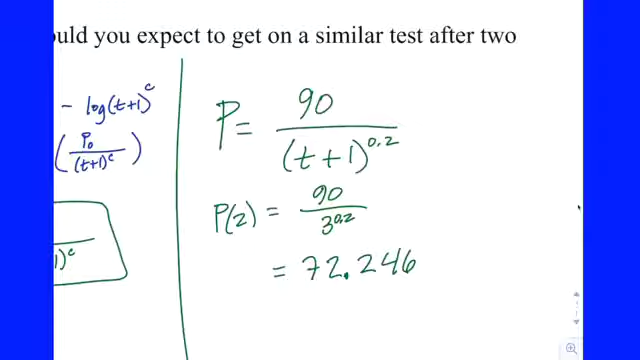 ould you expect to get on a similar test after two
- log(t+1)^c
(P₀/(t+1)^c)
1)^c
P = 90/(t+1)^0.2
P(2) = 90/3^0.2
= 72.246